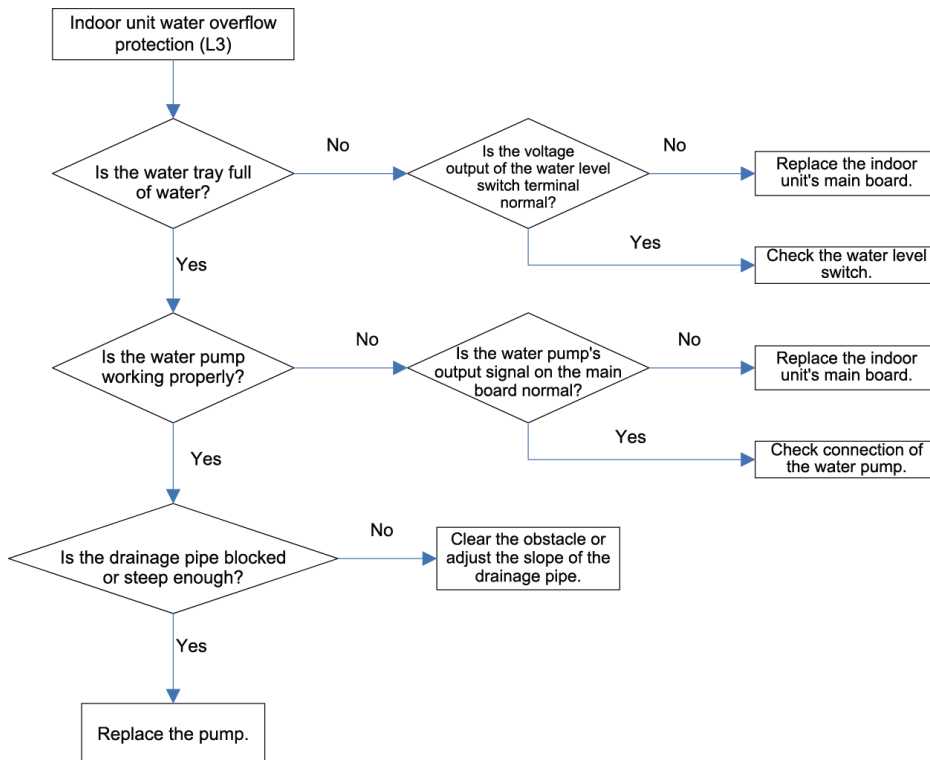 Indoor unit water overflow
protection (L3)
No
No
Is the water tray full
of water?
Is the voltage
output of the water level
switch terminal
normal?
Replace the indoor
unit's main board.
Yes
Yes
Check the water level
switch.
No
No
Is the water pump
working properly?
Is the water pump's
output signal on the main
board normal?
Replace the indoor
unit's main board.
Yes
Yes
Check connection of
the water pump.
No
Is the drainage pipe blocked
or steep enough?
Clear the obstacle or
adjust the slope of the
drainage pipe.
Yes
Replace the pump.